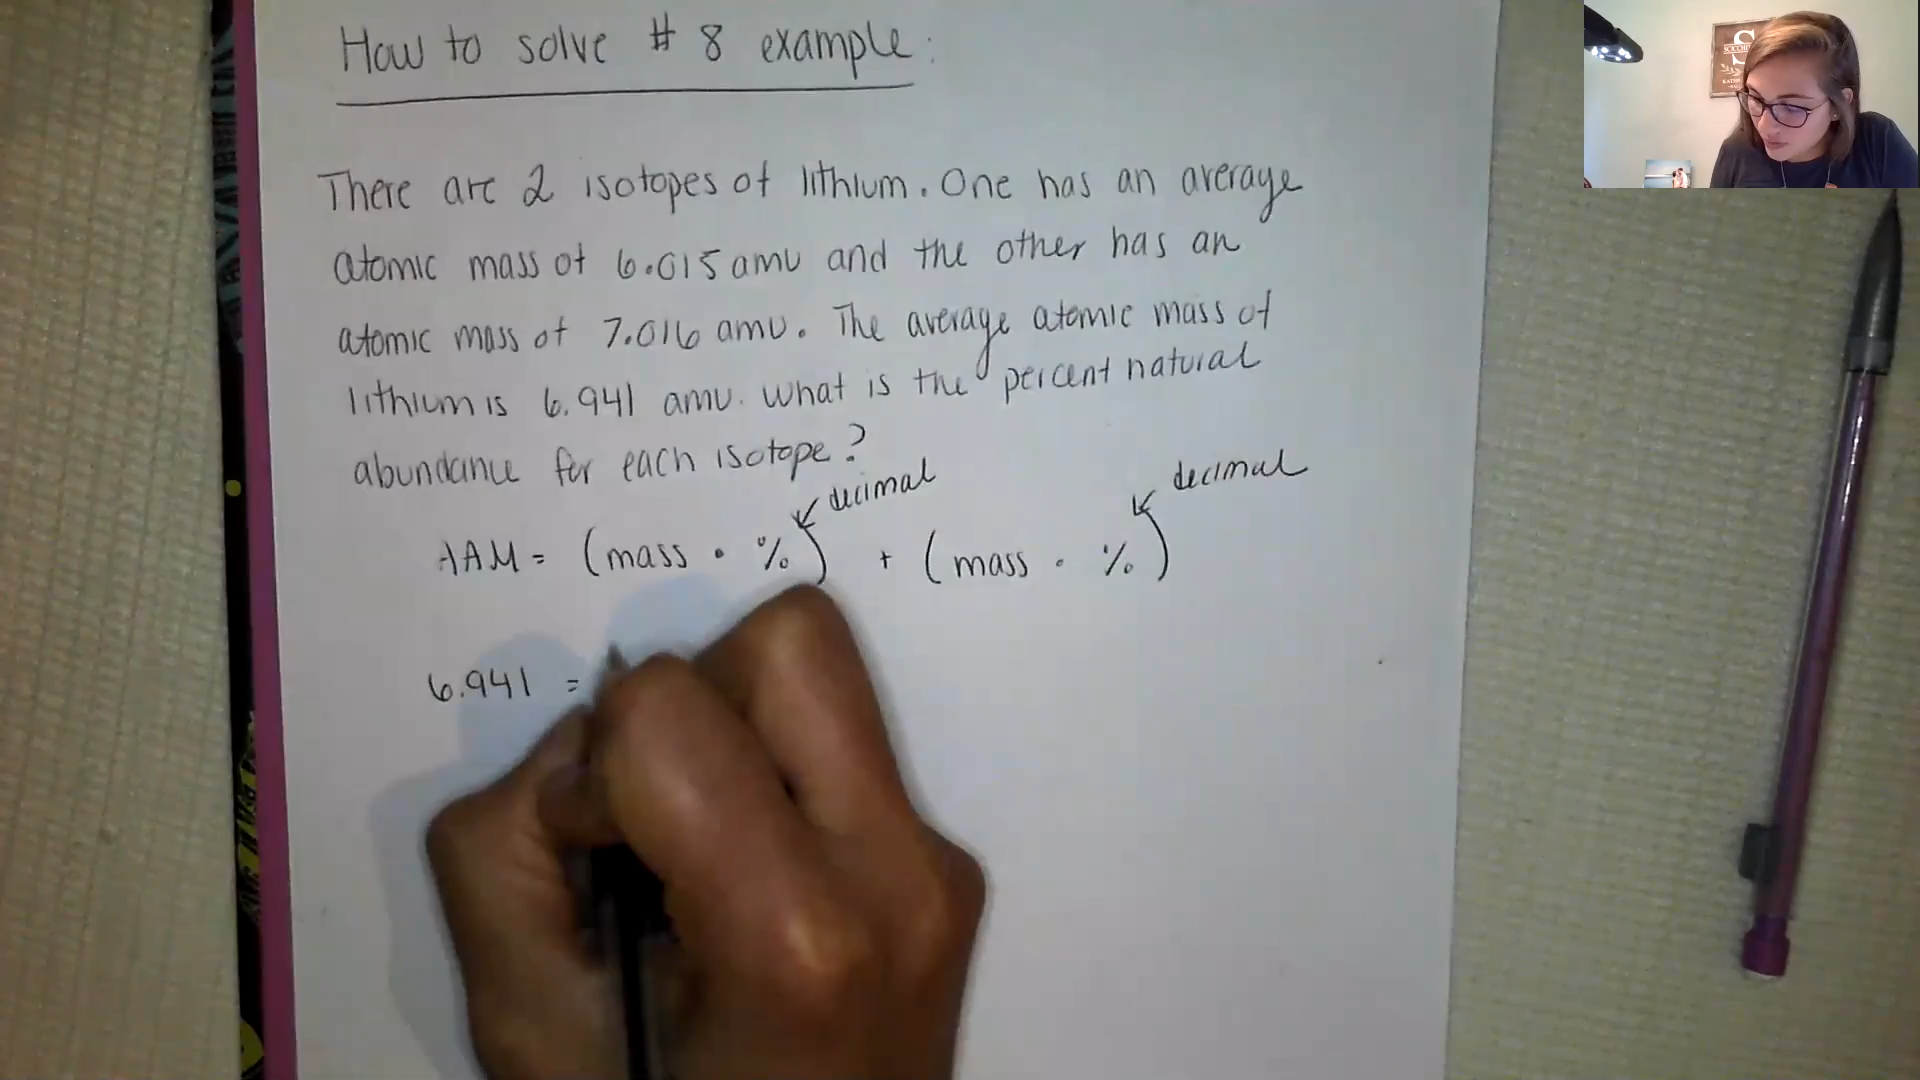 How to solve # 8 example:
There are 2 isotopes of lithium. One has an average
atomic mass of 6.015 amu and the other has an
atomic mass of 7.016 amu. The average atomic mass of
lithium is 6.941 amu. What is the percent natural
abundance for each isotope?
decimal
decimal
AAM = (mass • %) + (mass • %)
6.941 =
S